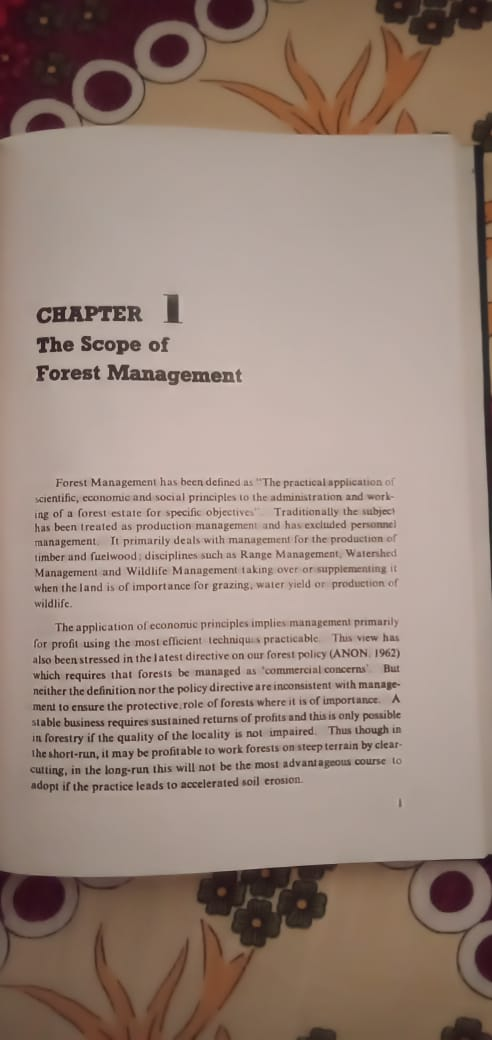 CHAPTER 1
The Scope of
Forest Management
Forest Management has been defined as "The practical application of
scientific, economic and social principles to the administration and work-
ing of a forest estate for specific objectives". Traditionally the subject
has been treated as production management and has excluded personnel
management. It primarily deals with management for the production of
timber and fuelwood; disciplines such as Range Management, Watershed
Management and Wildlife Management taking over or supplementing it
when the land is of importance for grazing, water yield or production of
wildlife.
The application of economic principles implies management primarily
for profit using the most efficient techniques practicable. This view has
also been stressed in the latest directive on our forest policy (ANON. 1962)
which requires that forests be managed as 'commercial concerns'. But
neither the definition nor the policy directive are inconsistent with manage-
ment to ensure the protective role of forests where it is of importance. A
stable business requires sustained returns of profits and this is only possible
in forestry if the quality of the locality is not impaired. Thus though in
the short-run, it may be profitable to work forests on steep terrain by clear-
cutting, in the long-run this will not be the most advantageous course to
adopt if the practice leads to accelerated soil erosion.
1